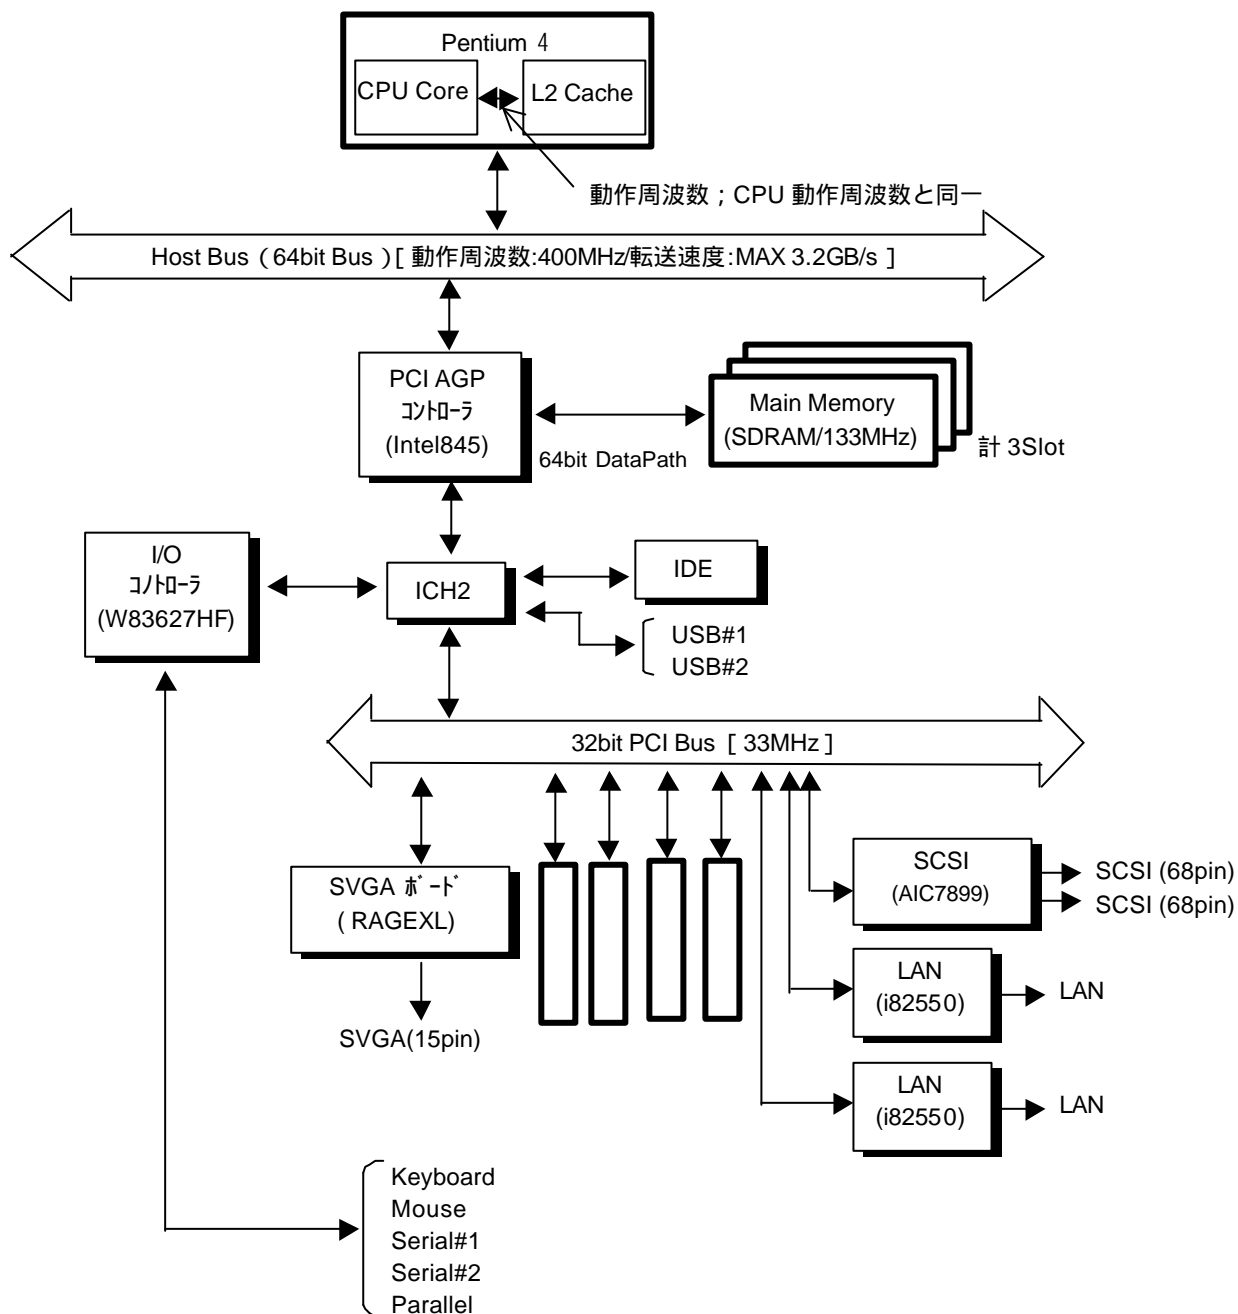 Pentium 4
CPU Core
L2 Cache
動作周波数；CPU 動作周波数と同一
Host Bus（64bit Bus）[ 動作周波数:400MHz/転送速度:MAX 3.2GB/s ]
PCI AGP
ｺﾝﾄﾛｰﾗ
(Intel845)
64bit DataPath
Main Memory
(SDRAM/133MHz)
計 3Slot
I/O
ｺﾝﾄﾛｰﾗ
(W83627HF)
ICH2
IDE
USB#1
USB#2
32bit PCI Bus [ 33MHz ]
SVGA ﾎﾞｰﾄﾞ
( RAGEXL)
SVGA(15pin)
SCSI
(AIC7899)
SCSI (68pin)
SCSI (68pin)
LAN
(i82550)
LAN
LAN
(i82550)
LAN
Keyboard
Mouse
Serial#1
Serial#2
Parallel